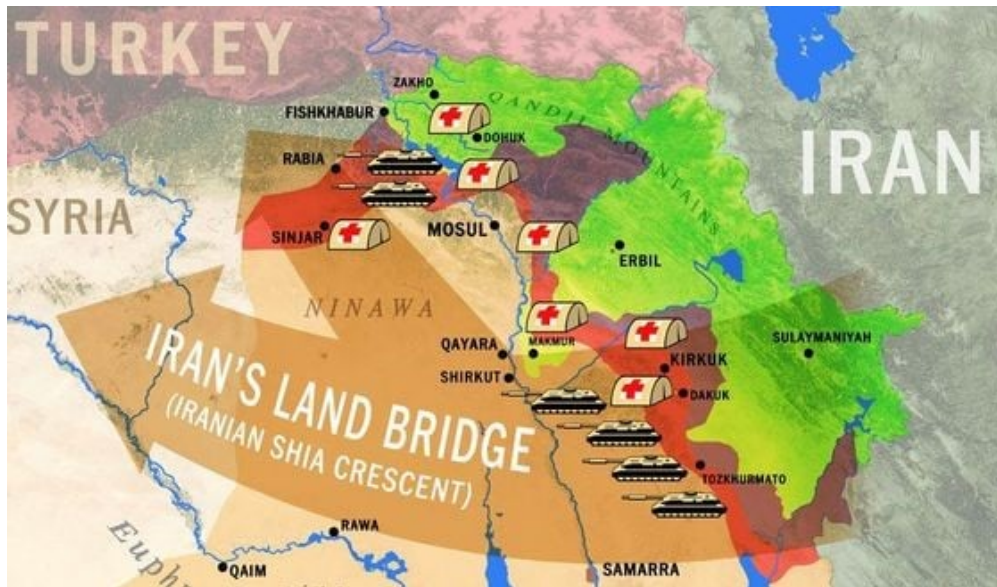 TURKEY
ZAKHO
QANDIL MOUNTAINS
FISHKHABUR
DOHUK
RABIA
IRAN
SYRIA
SINJAR
MOSUL
ERBIL
NINAWA
IRAN'S LAND BRIDGE
(IRANIAN SHIA CRESCENT)
QAYARA
MAKMUR
SULAYMANIYAH
KIRKUK
SHIRKUT
DAKUK
TOZKHURMATO
RAWA
Euph
QAIM
SAMARRA